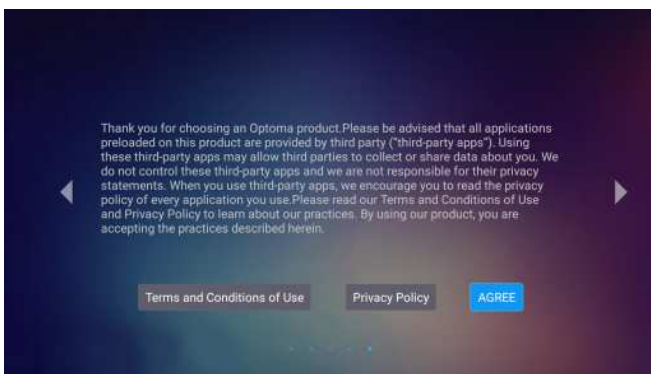 Thank you for choosing an Optoma product.Please be advised that all applications
preloaded on this product are provided by third party ("third-party apps"). Using
these third-party apps may allow third parties to collect or share data about you. We
do not control these third-party apps and we are not responsible for their privacy
statements. When you use third-party apps, we encourage you to read the privacy
policy of every application you use.Please read our Terms and Conditions of Use
and Privacy Policy to learn about our practices. By using our product, you are
accepting the practices described herein.
Terms and Conditions of Use
Privacy Policy
AGREE